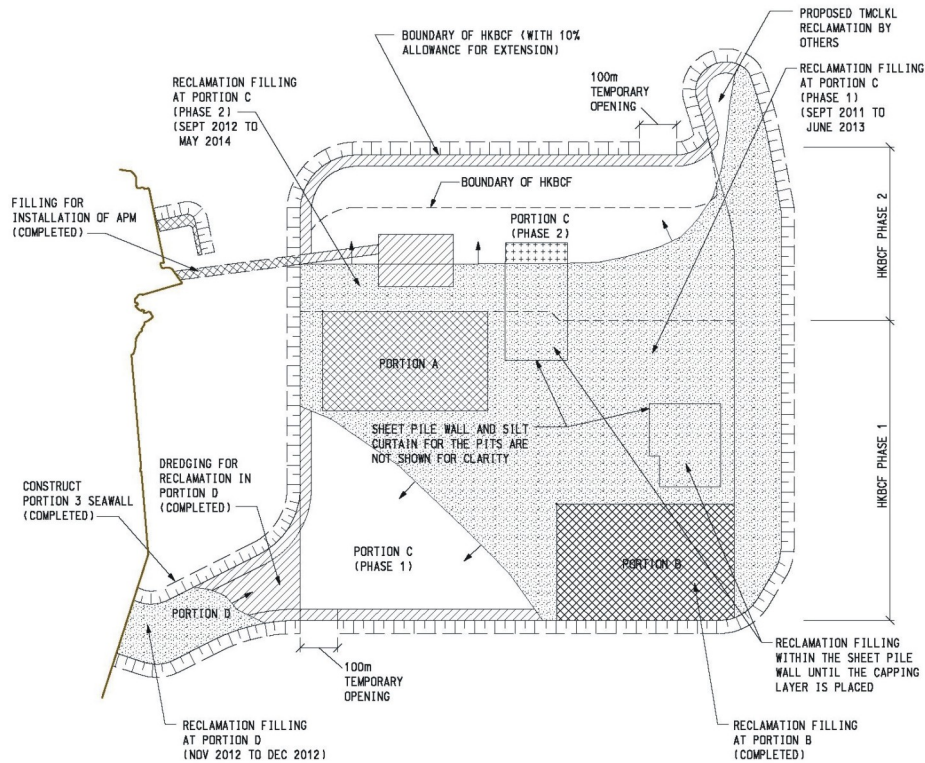 PROPOSED TMCLKL
RECLAMATION BY
OTHERS
BOUNDARY OF HKBCF (WITH 10%
ALLOWANCE FOR EXTENSION)
RECLAMATION FILLING
AT PORTION C
(PHASE 2)
(SEPT 2012 TO
MAY 2014
100m
TEMPORARY
OPENING
RECLAMATION FILLING
AT PORTION C
(PHASE 1)
(SEPT 2011 TO
JUNE 2013
BOUNDARY OF HKBCF
FILLING FOR
INSTALLATION OF APM
(COMPLETED)
PORTION C
(PHASE 2)
HKBCF PHASE 2
PORTION A
SHEET PILE WALL AND SILT
CURTAIN FOR THE PITS ARE
NOT SHOWN FOR CLARITY
HKBCF PHASE 1
DREDGING FOR
RECLAMATION IN
PORTION D
(COMPLETED)
CONSTRUCT
PORTION 3 SEAWALL
(COMPLETED)
PORTION C
(PHASE 1)
PORTION B
PORTION D
100m
TEMPORARY
OPENING
RECLAMATION FILLING
WITHIN THE SHEET PILE
WALL UNTIL THE CAPPING
LAYER IS PLACED
RECLAMATION FILLING
AT PORTION D
(NOV 2012 TO DEC 2012)
RECLAMATION FILLING
AT PORTION B
(COMPLETED)